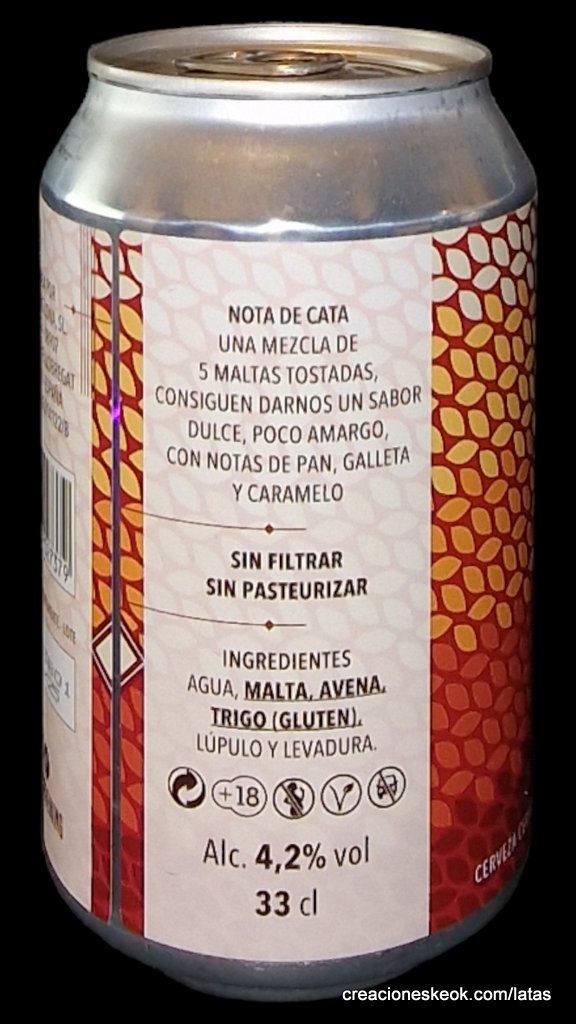 NOTA DE CATA
UNA MEZCLA DE
5 MALTAS TOSTADAS,
CONSIGUEN DARNOS UN SABOR
DULCE, POCO AMARGO,
CON NOTAS DE PAN, GALLETA
Y CARAMELO
SIN FILTRAR
SIN PASTEURIZAR
INGREDIENTES
AGUA, MALTA, AVENA,
TRIGO (GLUTEN),
LÚPULO Y LEVADURA.
+18
Alc. 4,2% vol
33 cl
CERVEZA
creacioneskeok.com/latas